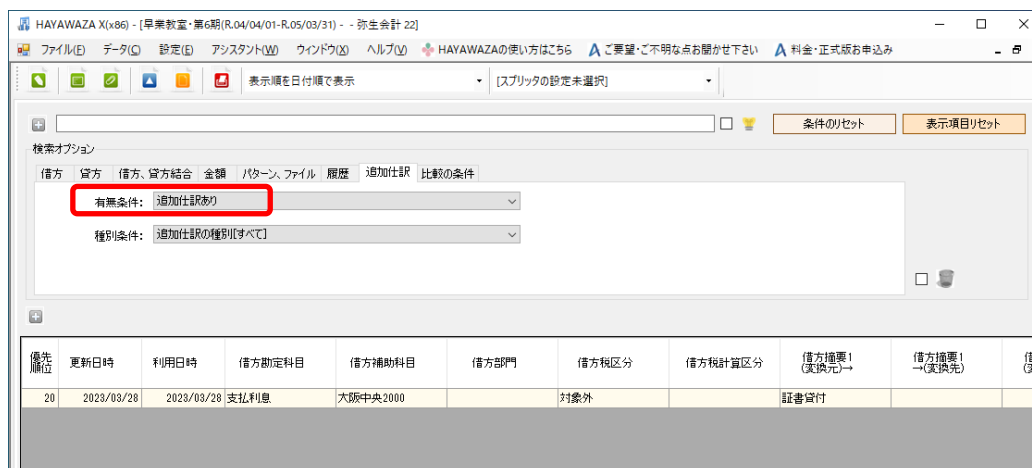 HAYAWAZA X(x86) - [早業教室・第6期(R.04/04/01-R.05/03/31) - - 弥生会計 22]
ファイル(F) データ(C) 設定(E) アシスタント(W) ウィンドウ(X) ヘルプ(V) HAYAWAZAの使い方はこちら ご要望・ご不明な点お聞かせ下さい 料金・正式版お申込み
表示順を日付順で表示 [スプリッタの設定未選択]
条件のリセット 表示項目リセット
検索オプション
借方 貸方 借方、貸方結合 金額 パターン、ファイル 履歴 追加仕訳 比較の条件
有無条件: 追加仕訳あり
種別条件: 追加仕訳の種別[すべて]
優先順位 更新日時 利用日時 借方勘定科目 借方補助科目 借方部門 借方税区分 借方税計算区分 借方摘要1(変換元)→ 借方摘要1→(変換先)
20 2023/03/28 2023/03/28 支払利息 大阪中央2000 対象外 証書貸付